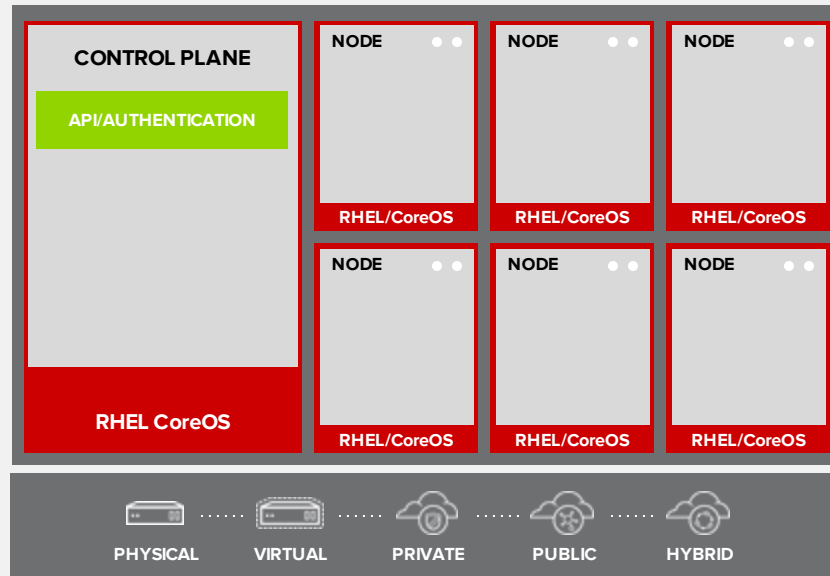 CONTROL PLANE
API/AUTHENTICATION
RHEL CoreOS
NODE
NODE
NODE
RHEL/CoreOS
RHEL/CoreOS
RHEL/CoreOS
NODE
NODE
NODE
RHEL/CoreOS
RHEL/CoreOS
RHEL/CoreOS
PHYSICAL
VIRTUAL
PRIVATE
PUBLIC
HYBRID